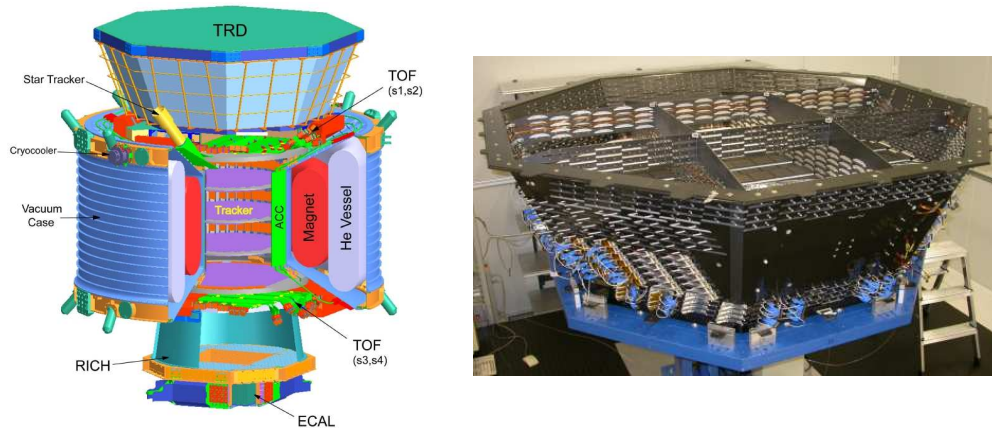 TRD
Star Tracker
TOF
(s1,s2)
Cryocooler
Vacuum
Case
Tracker
ACC
Magnet
He Vessel
TOF
(s3,s4)
RICH
ECAL